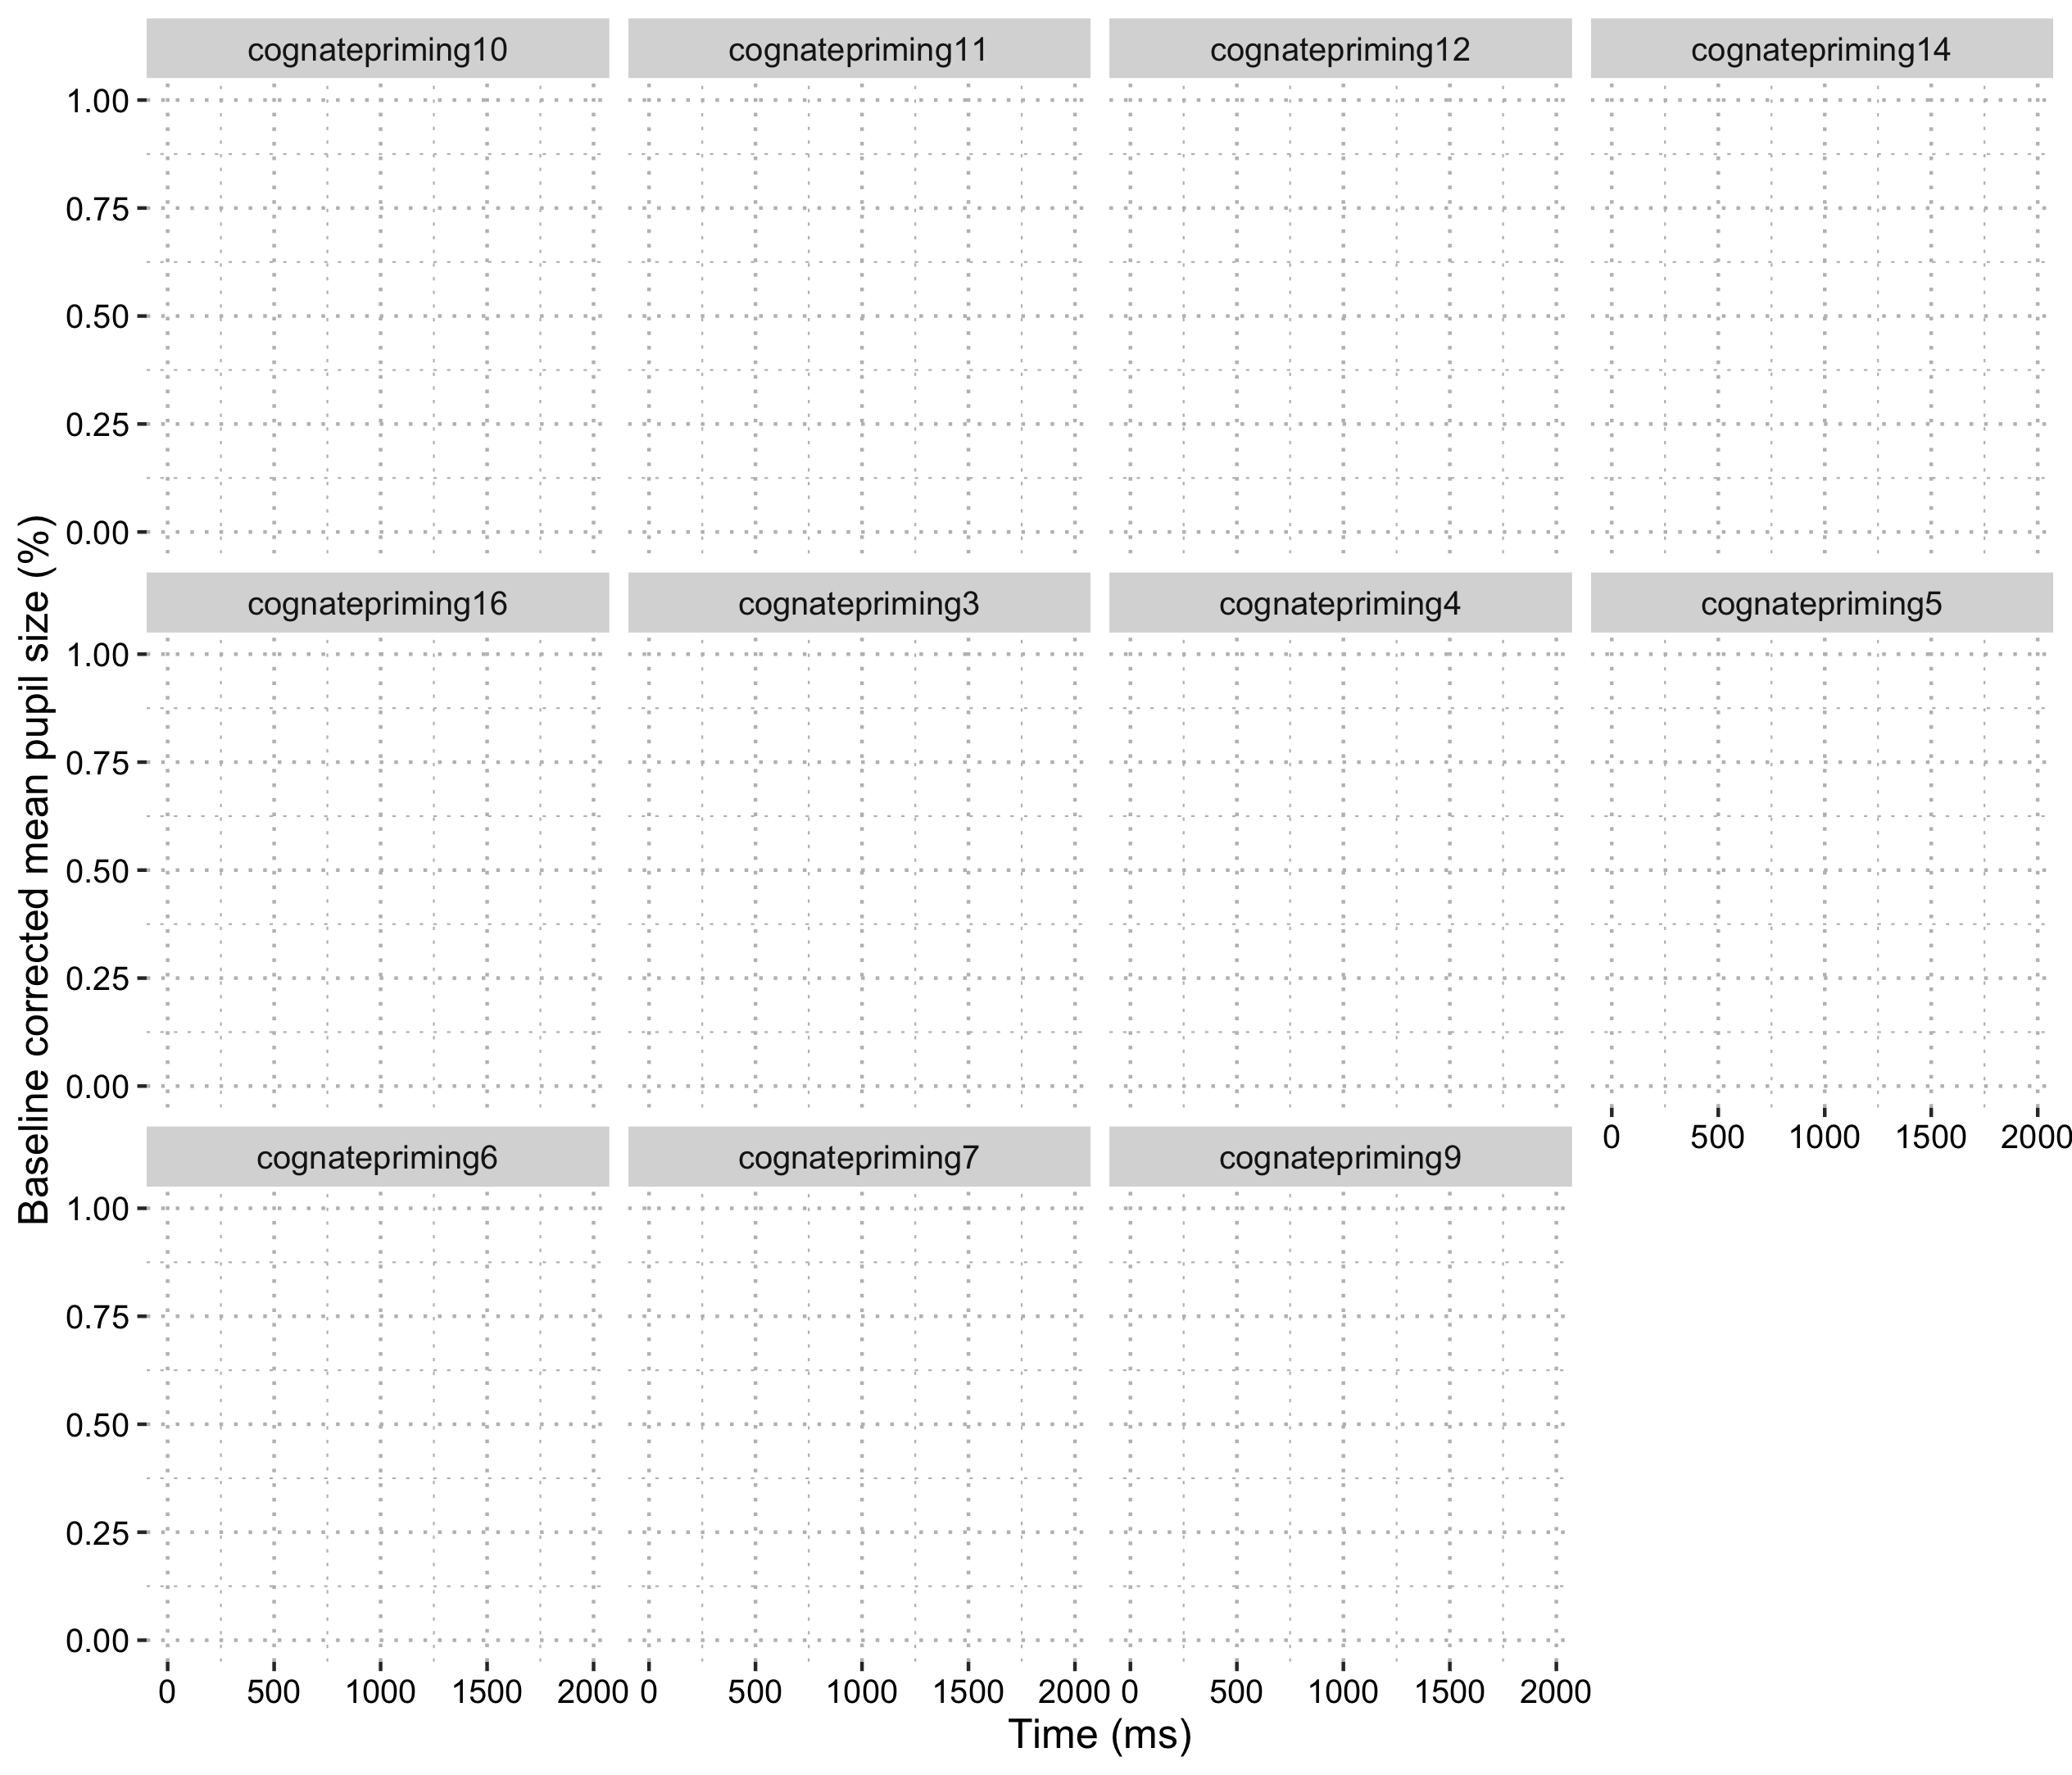 cognatepriming10 cognatepriming11 cognatepriming12 cognatepriming14
1.00
0.75
0.50
0.25
0.00
cognatepriming16 cognatepriming3 cognatepriming4 cognatepriming5
1.00
0.75
0.50
0.25
0.00
0 500 1000 1500 2000
cognatepriming6 cognatepriming7 cognatepriming9
1.00
0.75
0.50
0.25
0.00
0 500 1000 1500 2000 0 500 1000 1500 2000 0 500 1000 1500 2000
Time (ms)
Baseline corrected mean pupil size (%)